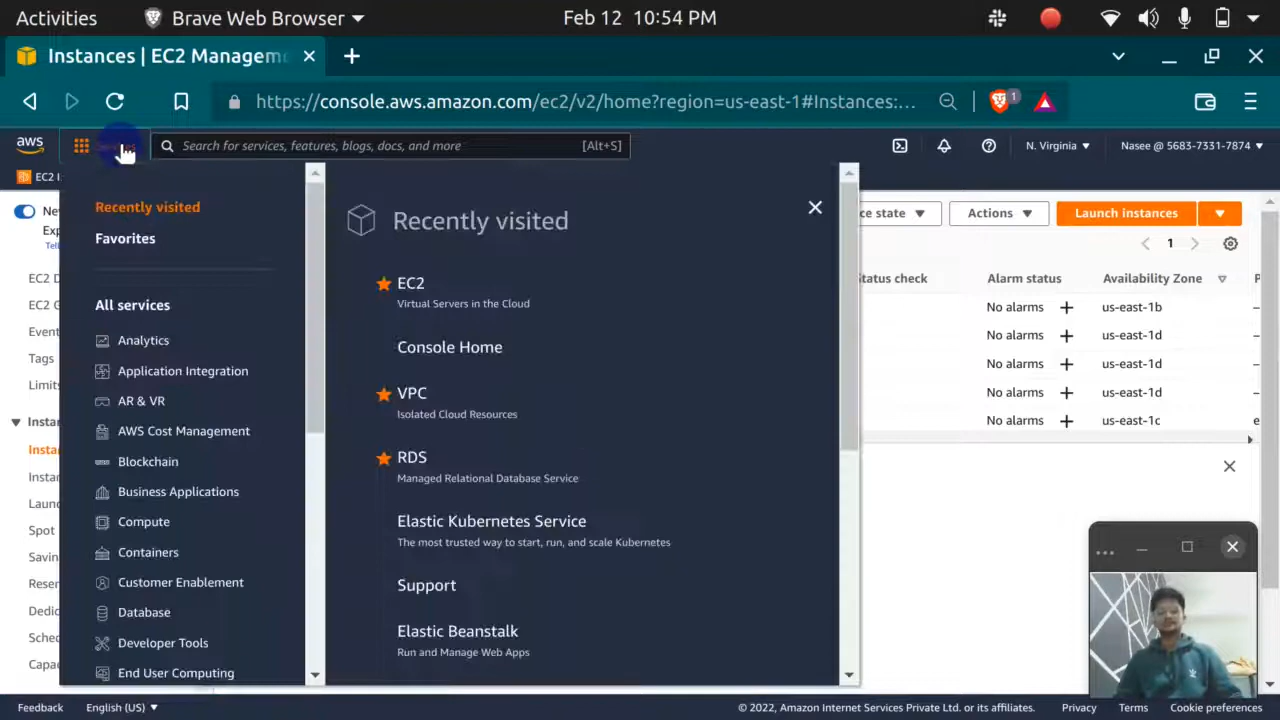 Activities
Brave Web Browser
Feb 12 10:54 PM
Instances | EC2 Managem
https://console.aws.amazon.com/ec2/v2/home?region=us-east-1#Instances:...
1
aws
Services
Search for services, features, blogs, docs, and more
[Alt+S]
N. Virginia
Nasee @ 5683-7331-7874
EC2
Recently visited
Favorites
All services
Analytics
Application Integration
AR & VR
AWS Cost Management
Blockchain
Business Applications
Compute
Containers
Customer Enablement
Database
Developer Tools
End User Computing
Recently visited
EC2
Virtual Servers in the Cloud
Console Home
VPC
Isolated Cloud Resources
RDS
Managed Relational Database Service
Elastic Kubernetes Service
The most trusted way to start, run, and scale Kubernetes
Support
Elastic Beanstalk
Run and Manage Web Apps
Ne
Exp
Tell
EC2 D
EC2 G
Event
Tags
Limits
Instan
Insta
Instan
Launc
Spot
Savin
Reser
Dedic
Sched
Capac
ce state
Actions
Launch instances
1
Status check
Alarm status
Availability Zone
P
No alarms
us-east-1b
–
No alarms
us-east-1d
–
No alarms
us-east-1d
–
No alarms
us-east-1d
–
No alarms
us-east-1c
e
Feedback
English (US)
© 2022, Amazon Internet Services Private Ltd. or its affiliates.
Privacy
Terms
Cookie preferences